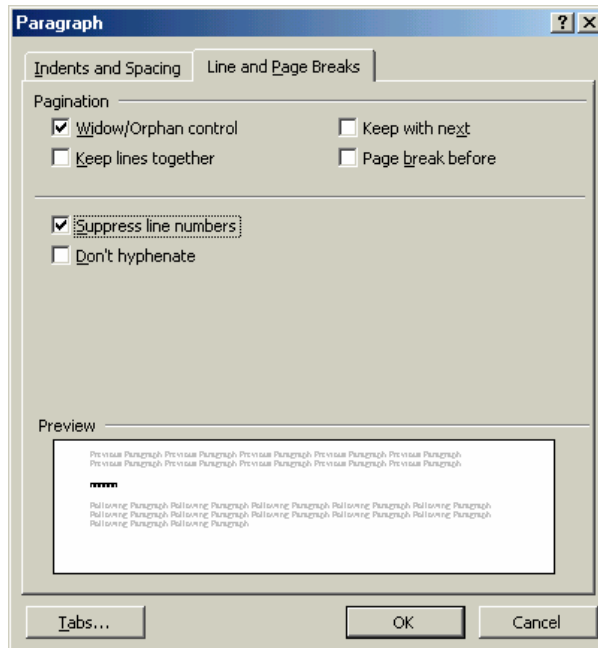 Paragraph
Indents and Spacing Line and Page Breaks
Pagination
Widow/Orphan control Keep with next
Keep lines together Page break before
Suppress line numbers
Don't hyphenate
Preview
Previous Paragraph Previous Paragraph Previous Paragraph Previous Paragraph Previous Paragraph
Previous Paragraph Previous Paragraph Previous Paragraph Previous Paragraph Previous Paragraph
Following Paragraph Following Paragraph Following Paragraph Following Paragraph Following Paragraph
Following Paragraph Following Paragraph Following Paragraph Following Paragraph Following Paragraph
Following Paragraph Following Paragraph
Tabs... OK Cancel